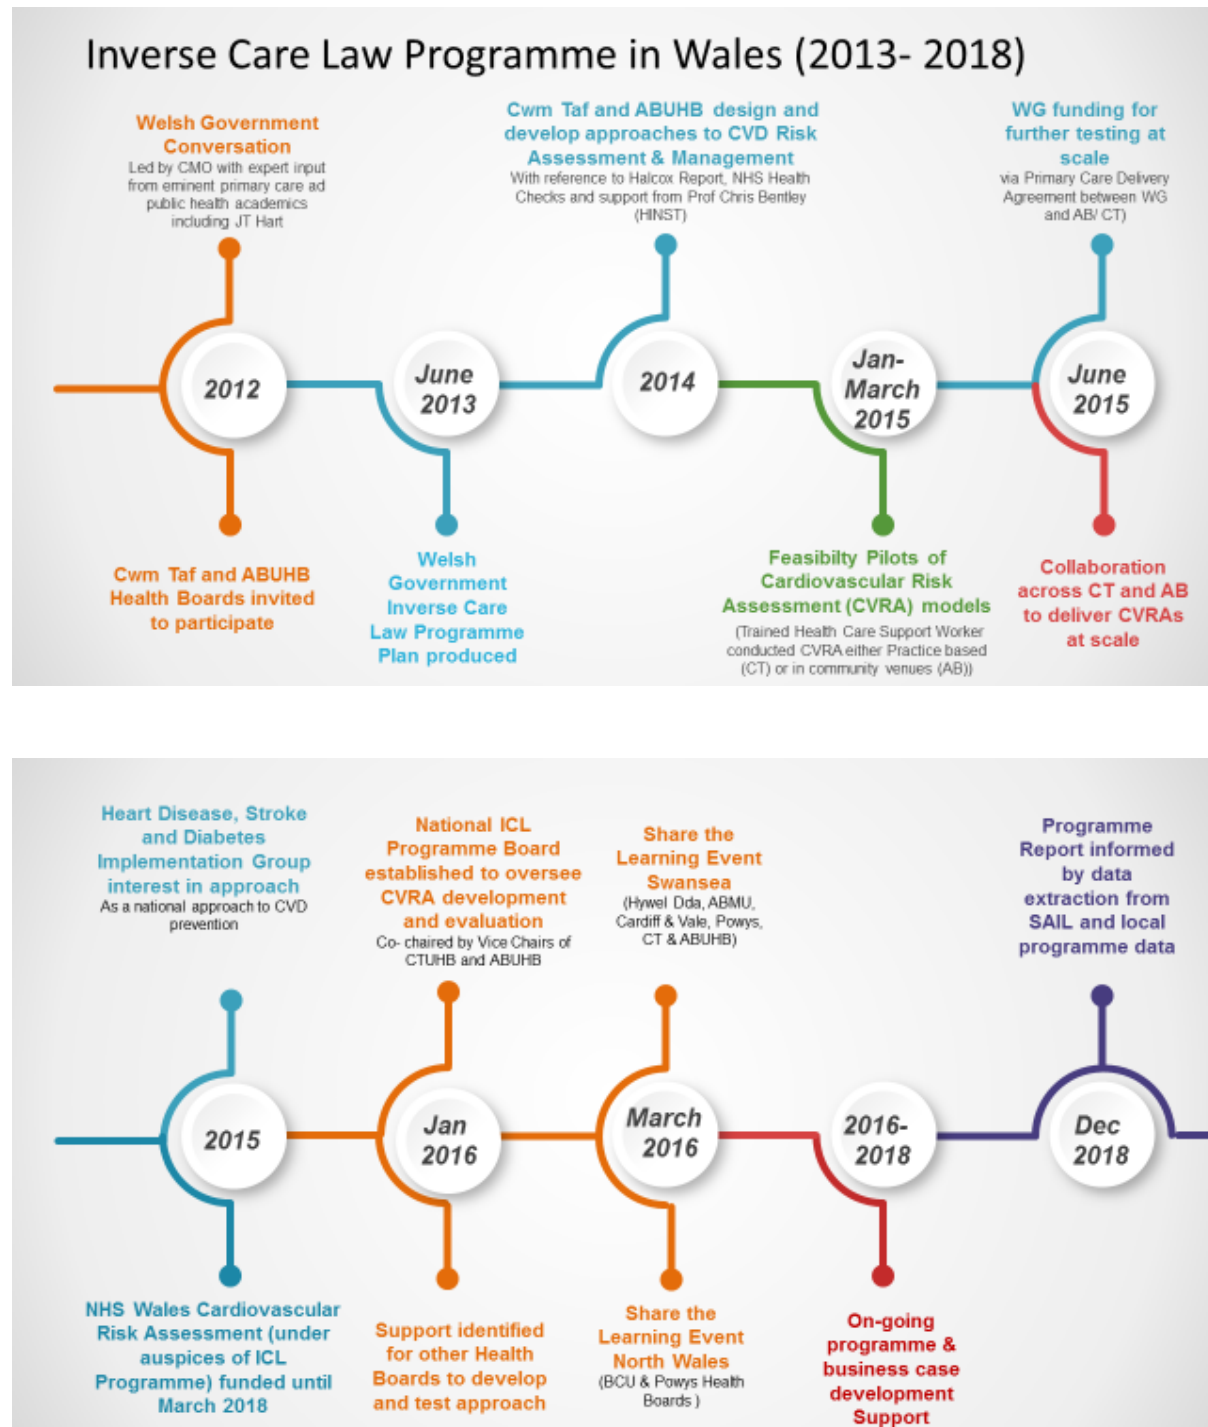 Inverse Care Law Programme in Wales (2013- 2018)
Welsh Government
Conversation
Led by CMO with expert input
from eminent primary care ad
public health academics
including JT Hart
Cwm Taf and ABUHB design and
develop approaches to CVD Risk
Assessment & Management
With reference to Halcox Report, NHS Health
Checks and support from Prof Chris Bentley
(HINST)
WG funding for
further testing at
scale
via Primary Care Delivery
Agreement between WG
and AB/ CT)
2012
June
2013
2014
Jan-
March
2015
June
2015
Cwm Taf and ABUHB
Health Boards invited
to participate
Welsh
Government
Inverse Care
Law Programme
Plan produced
Feasibilty Pilots of
Cardiovascular Risk
Assessment (CVRA) models
(Trained Health Care Support Worker
conducted CVRA either Practice based
(CT) or in community venues (AB))
Collaboration
across CT and AB
to deliver CVRAs
at scale
Heart Disease, Stroke
and Diabetes
Implementation Group
interest in approach
As a national approach to CVD
prevention
National ICL
Programme Board
established to oversee
CVRA development
and evaluation
Co- chaired by Vice Chairs of
CTUHB and ABUHB
Share the
Learning Event
Swansea
(Hywel Dda, ABMU,
Cardiff & Vale, Powys,
CT & ABUHB)
Programme
Report informed
by data
extraction from
SAIL and local
programme data
2015
Jan
2016
March
2016
2016-
2018
Dec
2018
NHS Wales Cardiovascular
Risk Assessment (under
auspices of ICL
Programme) funded until
March 2018
Support identified
for other Health
Boards to develop
and test approach
Share the
Learning Event
North Wales
(BCU & Powys Health
Boards )
On-going
programme &
business case
development
Support